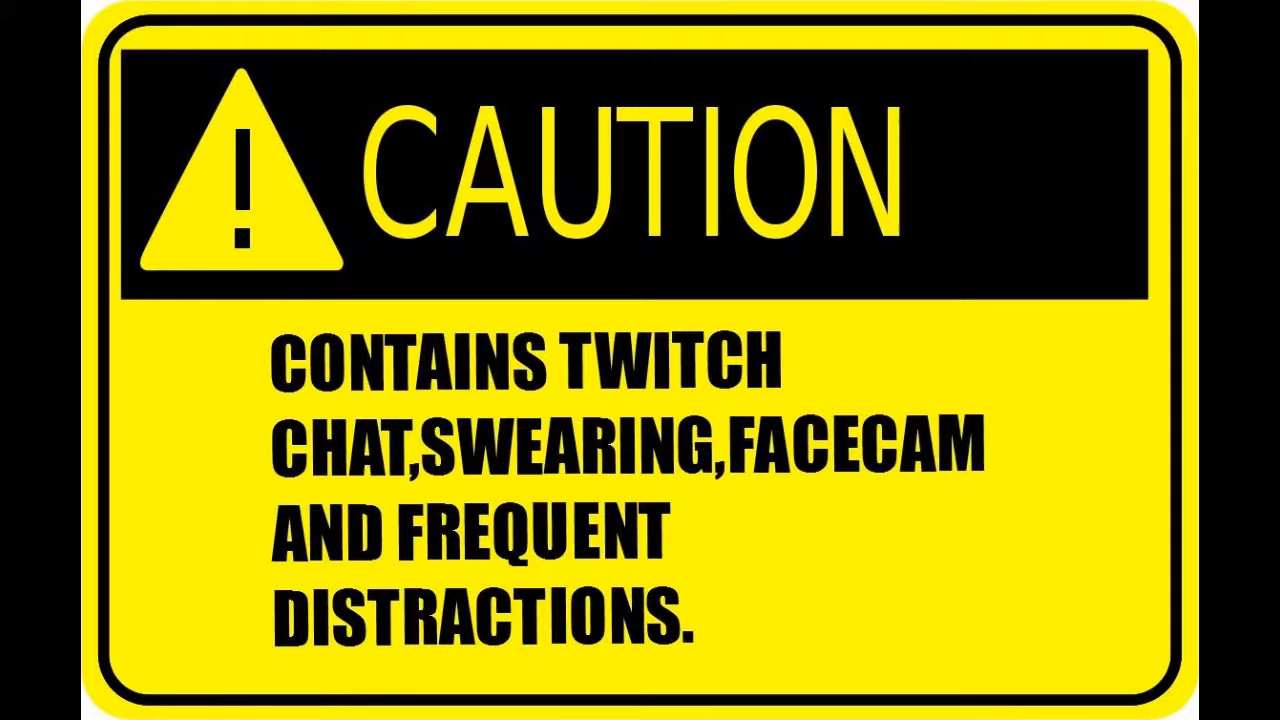 CAUTION
CONTAINS TWITCH
CHAT,SWEARING,FACECAM
AND FREQUENT
DISTRACTIONS.